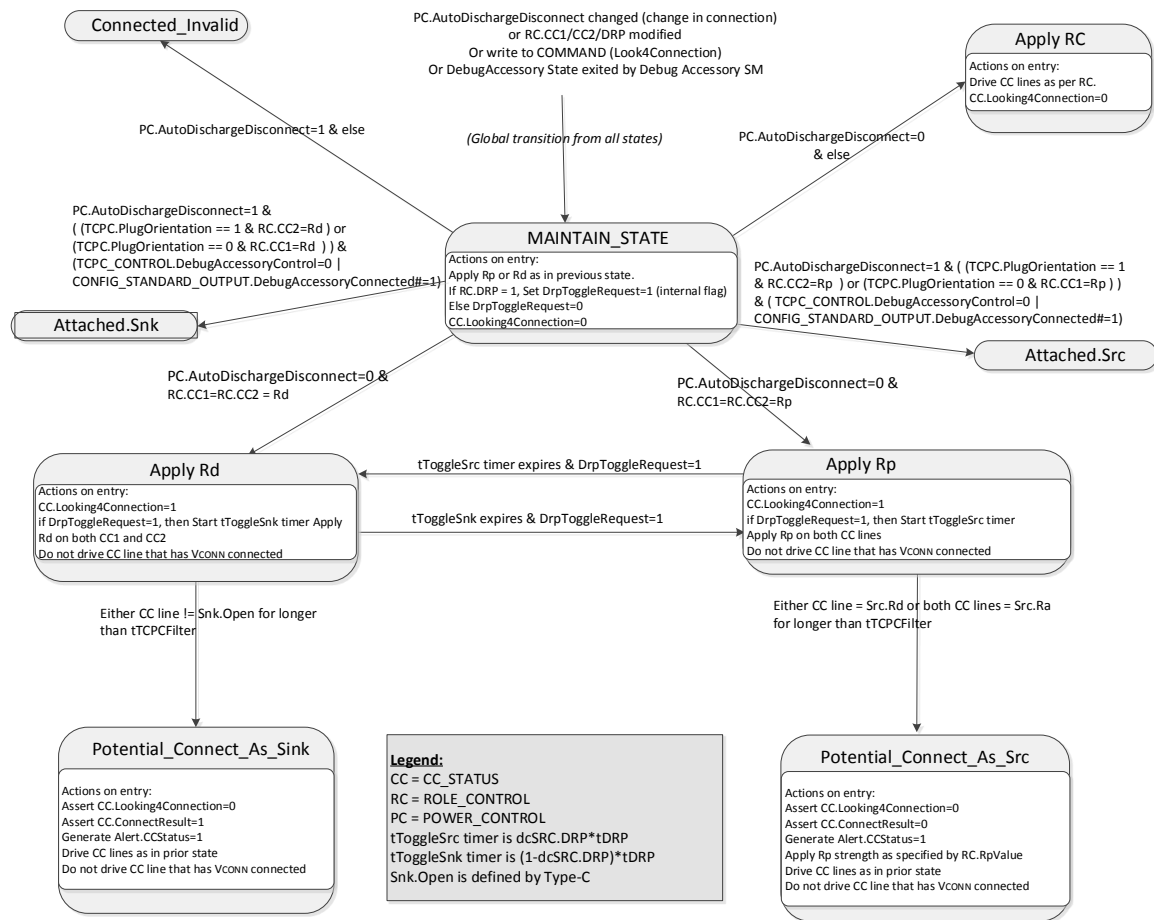 Connected_Invalid
PC.AutoDischargeDisconnect changed (change in connection)
or RC.CC1/CC2/DRP modified
Or write to COMMAND (Look4Connection)
Or DebugAccessory State exited by Debug Accessory SM
Apply RC
Actions on entry:
Drive CC lines as per RC.
CC.Looking4Connection=0
PC.AutoDischargeDisconnect=1 & else
(Global transition from all states)
PC.AutoDischargeDisconnect=0
& else
PC.AutoDischargeDisconnect=1 &
( (TCPC.PlugOrientation == 1 & RC.CC2=Rd ) or
(TCPC.PlugOrientation == 0 & RC.CC1=Rd ) ) &
(TCPC_CONTROL.DebugAccessoryControl=0 |
CONFIG_STANDARD_OUTPUT.DebugAccessoryConnected#=1)
MAINTAIN_STATE
Actions on entry:
Apply Rp or Rd as in previous state.
If RC.DRP = 1, Set DrpToggleRequest=1 (internal flag)
Else DrpToggleRequest=0
CC.Looking4Connection=0
PC.AutoDischargeDisconnect=1 & ( (TCPC.PlugOrientation == 1
& RC.CC2=Rp ) or (TCPC.PlugOrientation == 0 & RC.CC1=Rp ) )
& ( TCPC_CONTROL.DebugAccessoryControl=0 |
CONFIG_STANDARD_OUTPUT.DebugAccessoryConnected#=1)
Attached.Snk
Attached.Src
PC.AutoDischargeDisconnect=0 &
RC.CC1=RC.CC2 = Rd
PC.AutoDischargeDisconnect=0 &
RC.CC1=RC.CC2=Rp
Apply Rd
Actions on entry:
CC.Looking4Connection=1
if DrpToggleRequest=1, then Start tToggleSnk timer Apply
Rd on both CC1 and CC2
Do not drive CC line that has VCONN connected
tToggleSrc timer expires & DrpToggleRequest=1
tToggleSnk expires & DrpToggleRequest=1
Apply Rp
Actions on entry:
CC.Looking4Connection=1
if DrpToggleRequest=1, then Start tToggleSrc timer
Apply Rp on both CC lines
Do not drive CC line that has VCONN connected
Either CC line != Snk.Open for longer
than tTCPCFilter
Either CC line = Src.Rd or both CC lines = Src.Ra
for longer than tTCPCFilter
Potential_Connect_As_Sink
Actions on entry:
Assert CC.Looking4Connection=0
Assert CC.ConnectResult=1
Generate Alert.CCStatus=1
Drive CC lines as in prior state
Do not drive CC line that has VCONN connected
Legend:
CC = CC_STATUS
RC = ROLE_CONTROL
PC = POWER_CONTROL
tToggleSrc timer is dcSRC.DRP*tDRP
tToggleSnk timer is (1-dcSRC.DRP)*tDRP
Snk.Open is defined by Type-C
Potential_Connect_As_Src
Actions on entry:
Assert CC.Looking4Connection=0
Assert CC.ConnectResult=0
Generate Alert.CCStatus=1
Apply Rp strength as specified by RC.RpValue
Drive CC lines as in prior state
Do not drive CC line that has VCONN connected